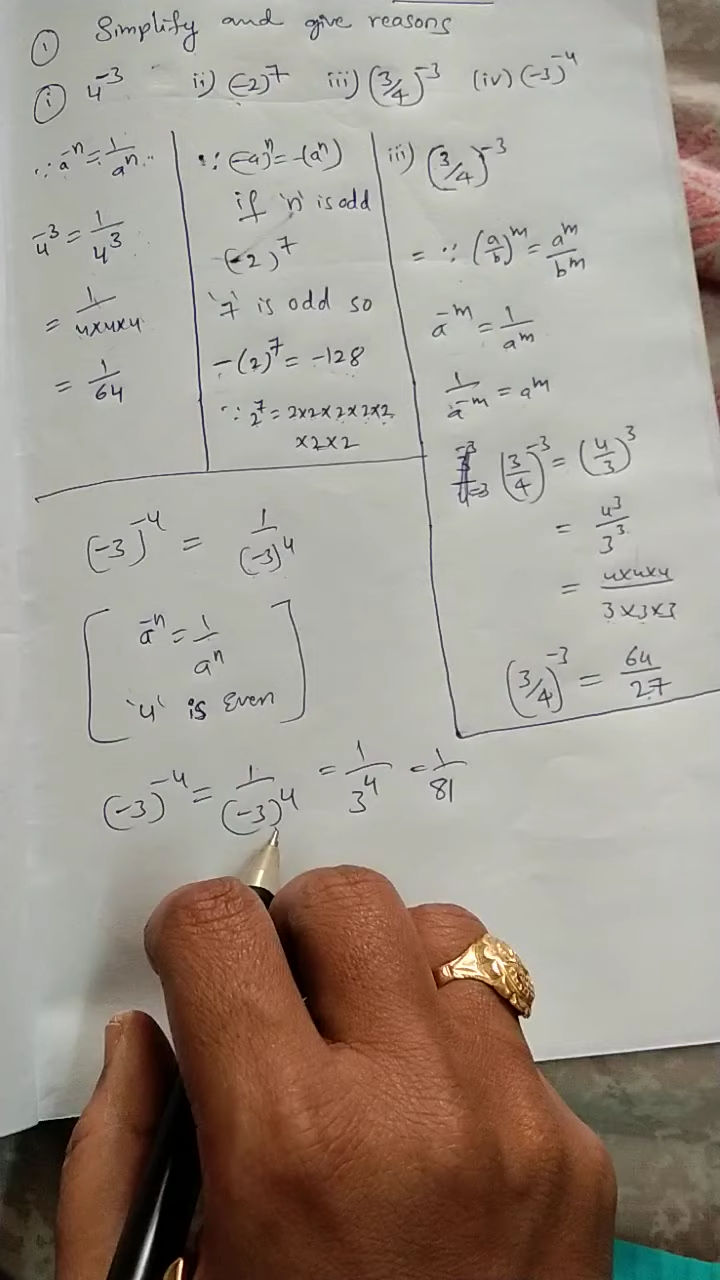 ① Simplify and give reasons
ⓘ 4⁻³ ii) (-2)⁷ iii) (3/4)⁻³ (iv) (-3)⁻⁴
∵ a⁻ⁿ = 1/aⁿ
4⁻³ = 1/4³
= 1/4×4×4
= 1/64
∵ (-a)ⁿ = -(aⁿ)
if 'n' is odd
(-2)⁷
'7' is odd so
-(2)⁷ = -128
∵ 2⁷ = 2×2×2×2×2
×2×2
iii) (3/4)⁻³
= ∵ (a/b)ᵐ = aᵐ/bᵐ
a⁻ᵐ = 1/aᵐ
1/a⁻ᵐ = aᵐ
(3/4)⁻³ = (4/3)³
= 4³/3³
= 4×4×4/3×3×3
(3/4)⁻³ = 64/27
(-3)⁻⁴ = 1/(-3)⁴
[a⁻ⁿ = 1/aⁿ
'4' is Even]
(-3)⁻⁴ = 1/(-3)⁴ = 1/3⁴ = 1/81